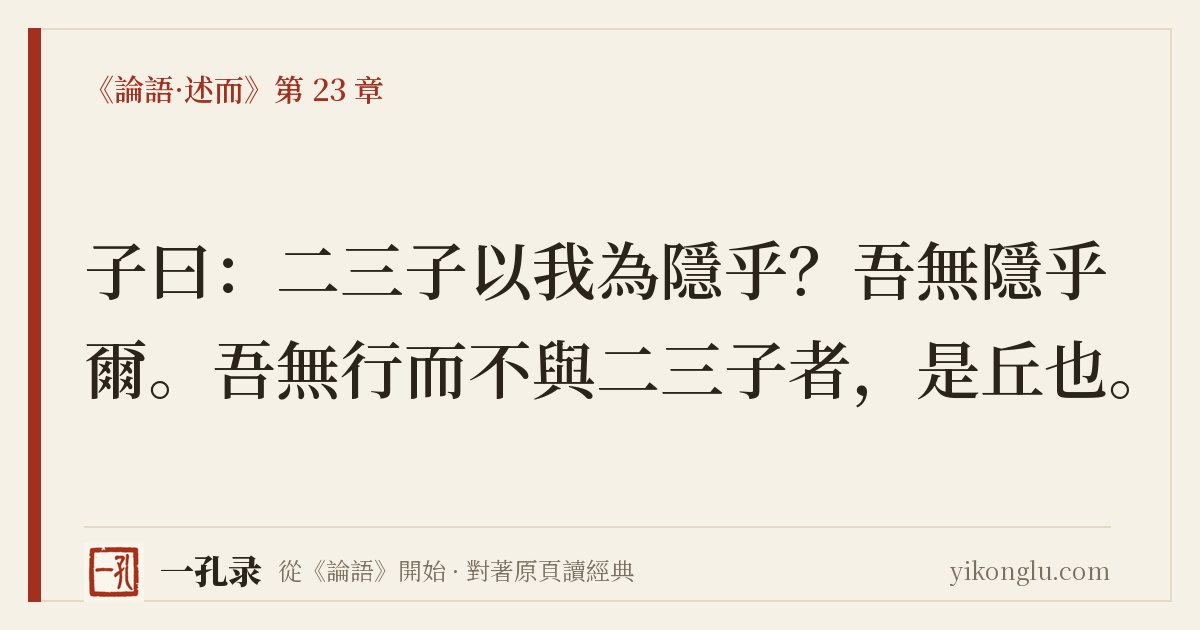 《論語·述而》第 23 章
子曰：二三子以我為隱乎？吾無隱乎
爾。吾無行而不與二三子者，是丘也。
一孔
一孔录 從《論語》開始 · 對著原頁讀經典 yikonglu.com